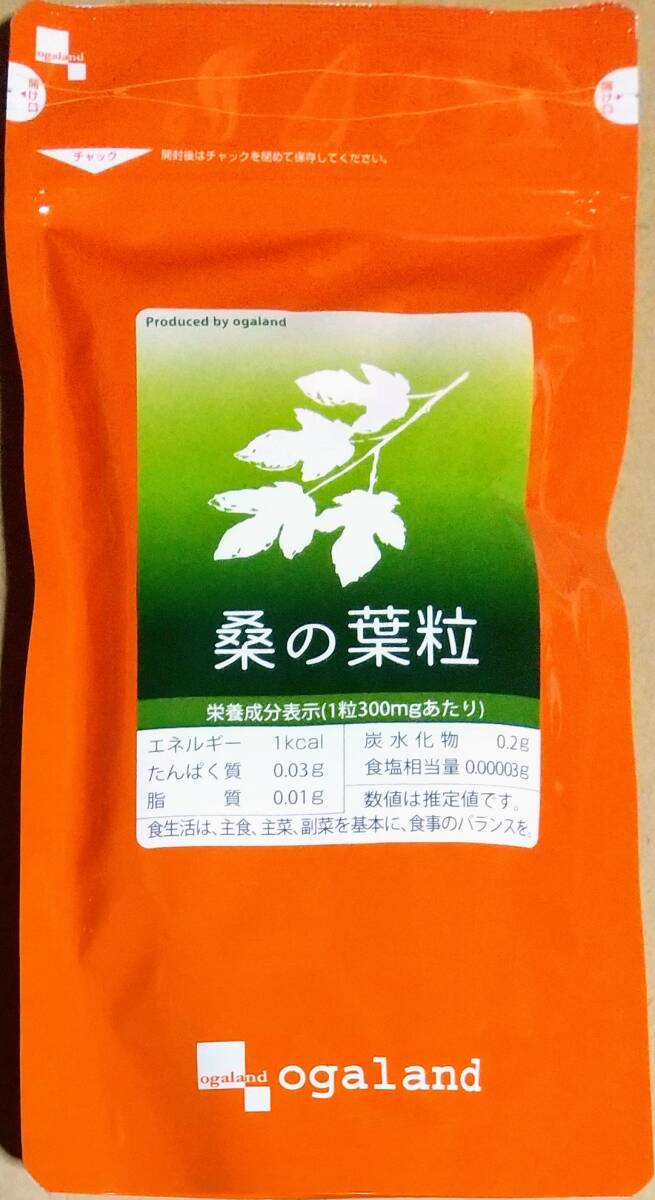 ogaland
開け口
開け口
チャック 開封後はチャックを閉めて保存してください。
Produced by ogaland
桑の葉粒
栄養成分表示(1粒300mgあたり)
エネルギー 1kcal
たんぱく質 0.03g
脂質 0.01g
炭水化物 0.2g
食塩相当量 0.00003g
数値は推定値です。
食生活は、主食、主菜、副菜を基本に、食事のバランスを。
ogaland ogaland